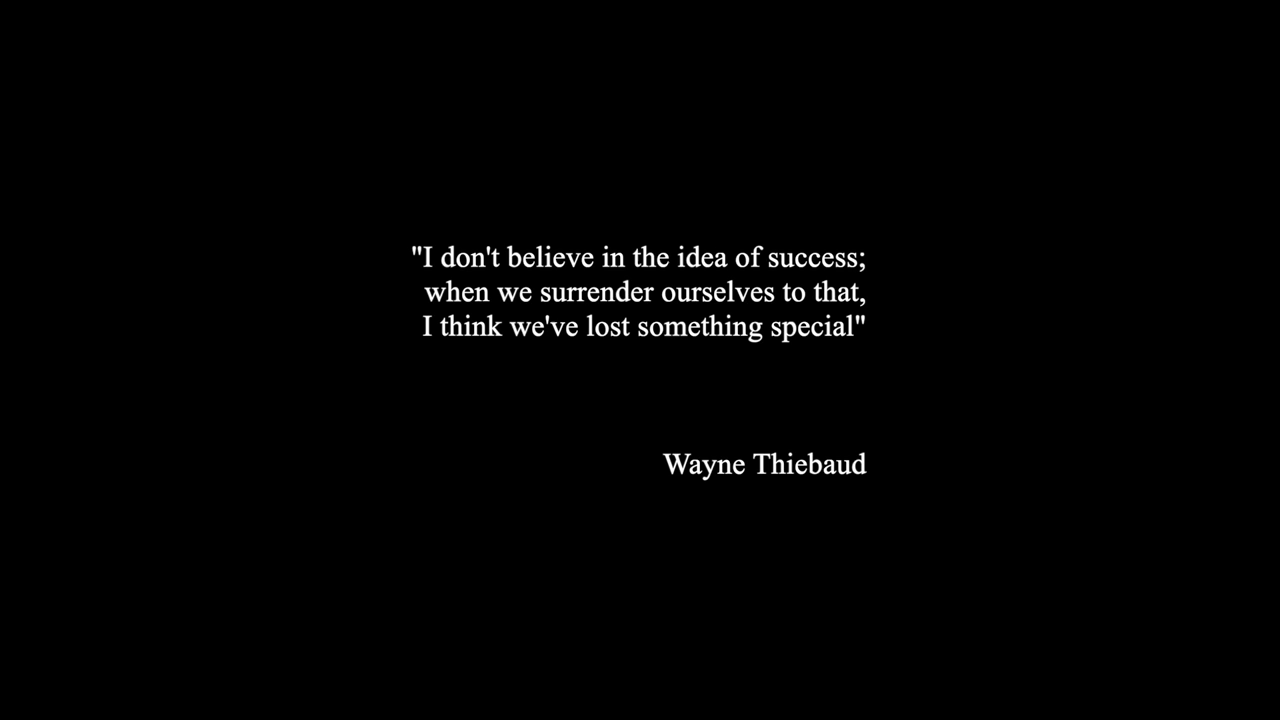 "I don't believe in the idea of success;
when we surrender ourselves to that,
I think we've lost something special"
Wayne Thiebaud